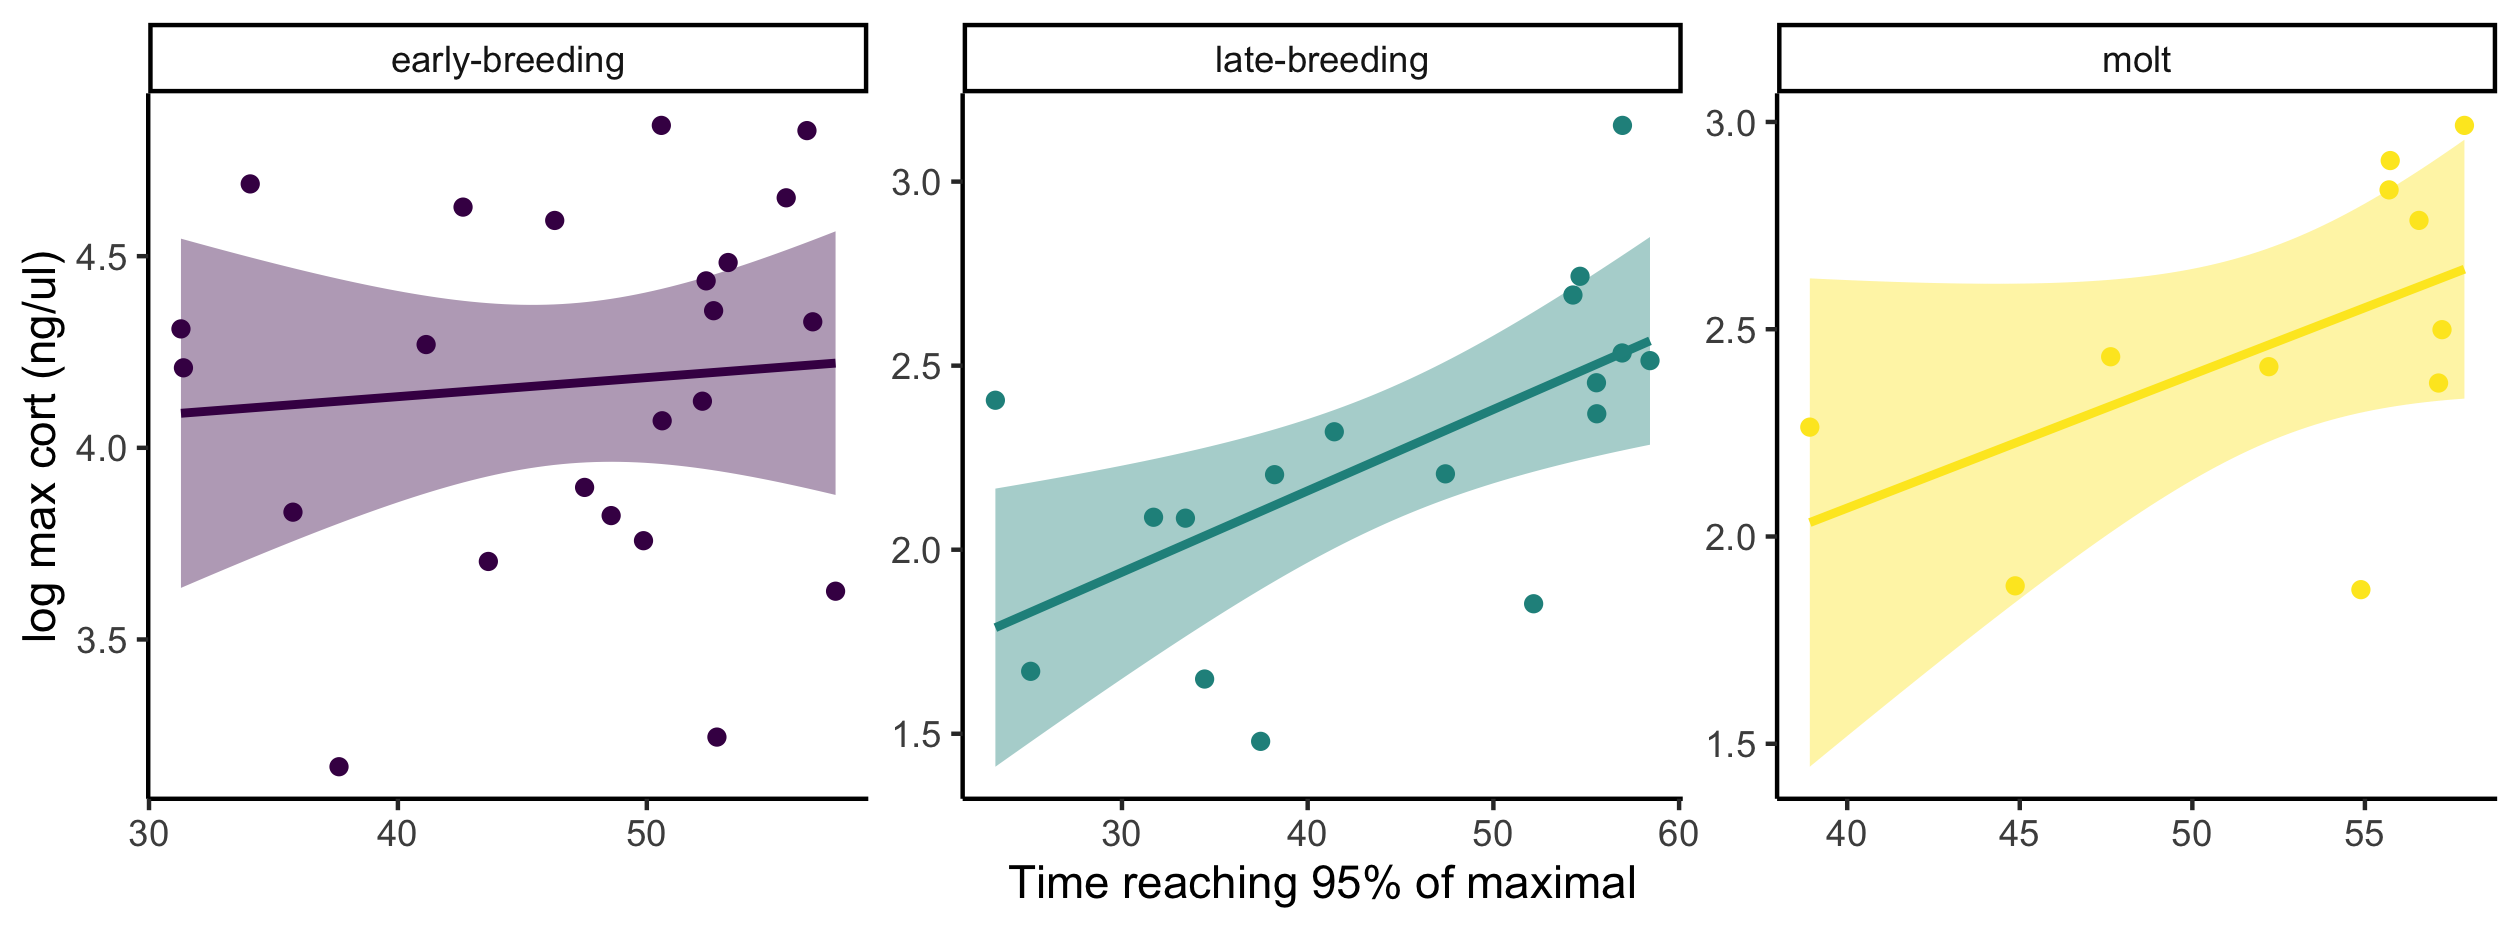 early-breeding
late-breeding
molt
log max cort (ng/ul)
4.5
4.0
3.5
3.0
2.5
2.0
1.5
3.0
2.5
2.0
1.5
30 40 50
30 40 50 60
40 45 50 55
Time reaching 95% of maximal